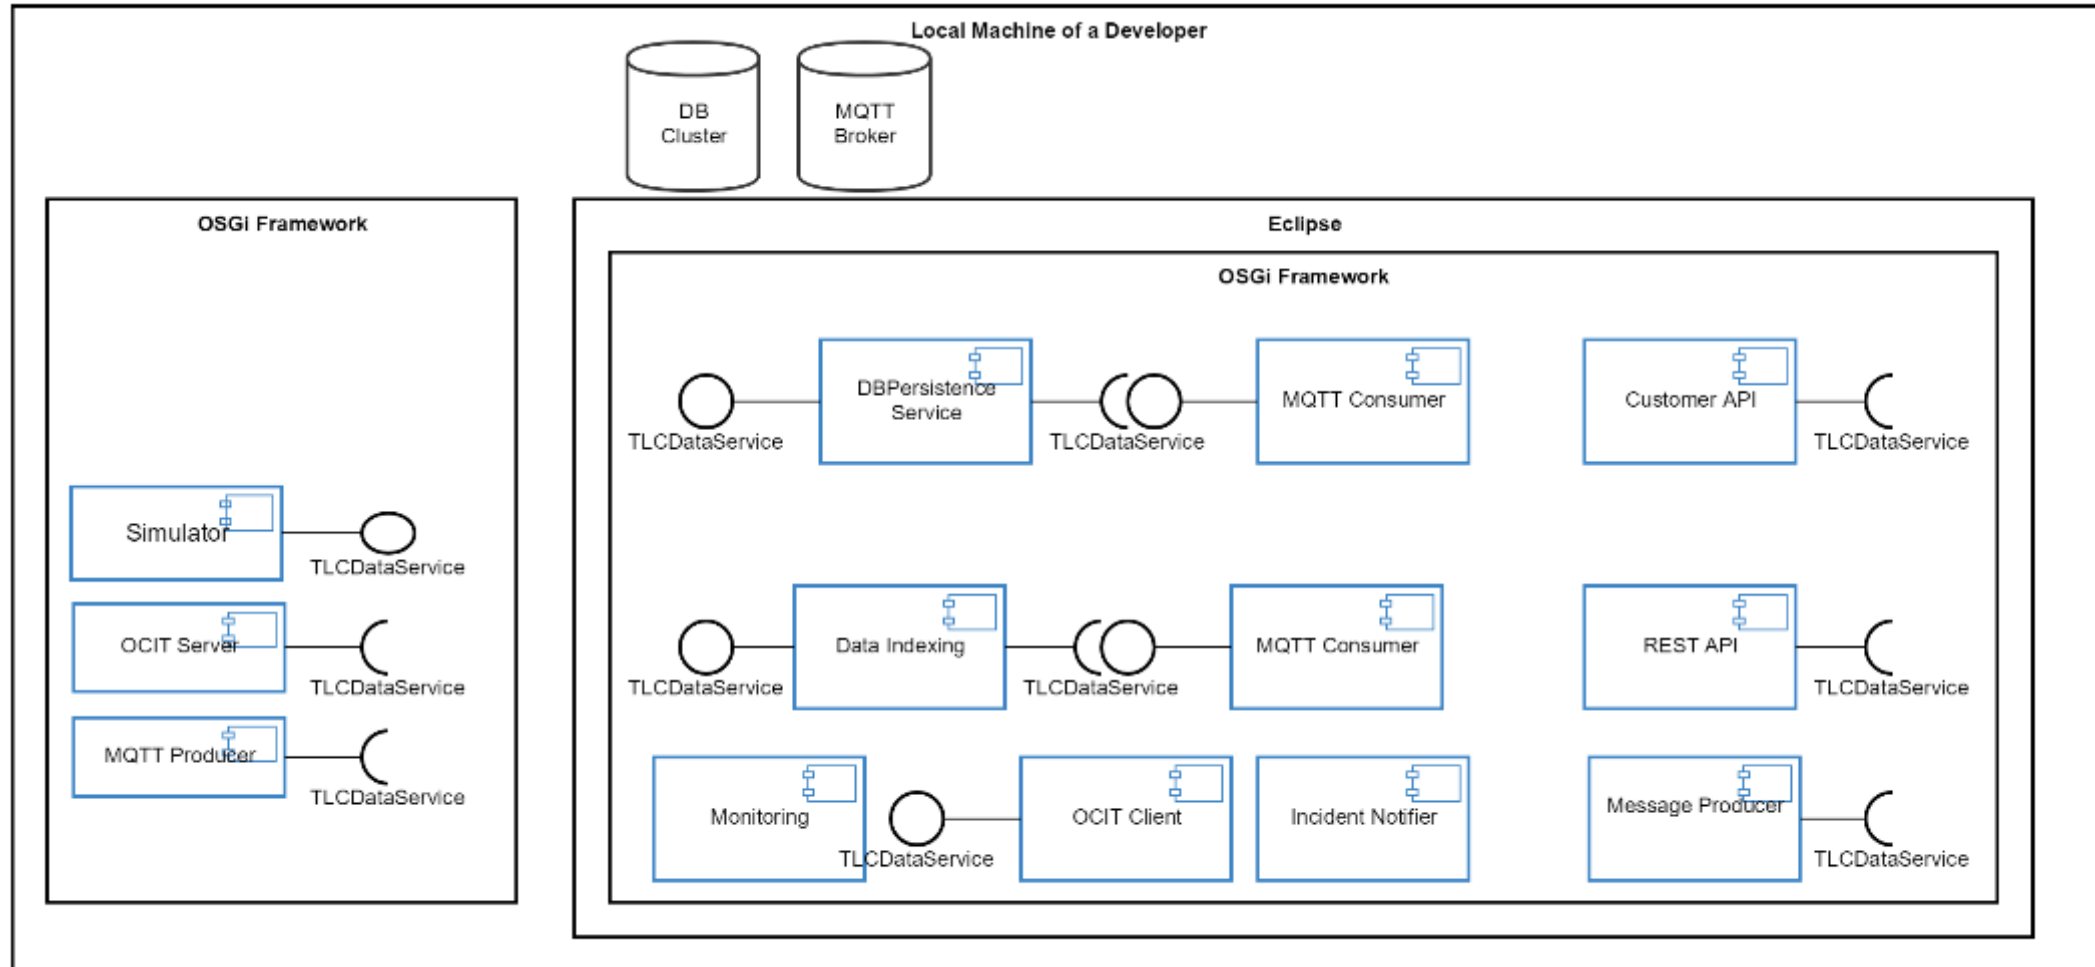 Local Machine of a Developer
DB
Cluster
MQTT
Broker
OSGi Framework
Simulator
TLCDataService
OCIT Server
TLCDataService
MQTT Producer
TLCDataService
Eclipse
OSGi Framework
TLCDataService
DBPersistence
Service
TLCDataService
MQTT Consumer
Customer API
TLCDataService
TLCDataService
Data Indexing
TLCDataService
MQTT Consumer
REST API
TLCDataService
Monitoring
TLCDataService
OCIT Client
Incident Notifier
Message Producer
TLCDataService